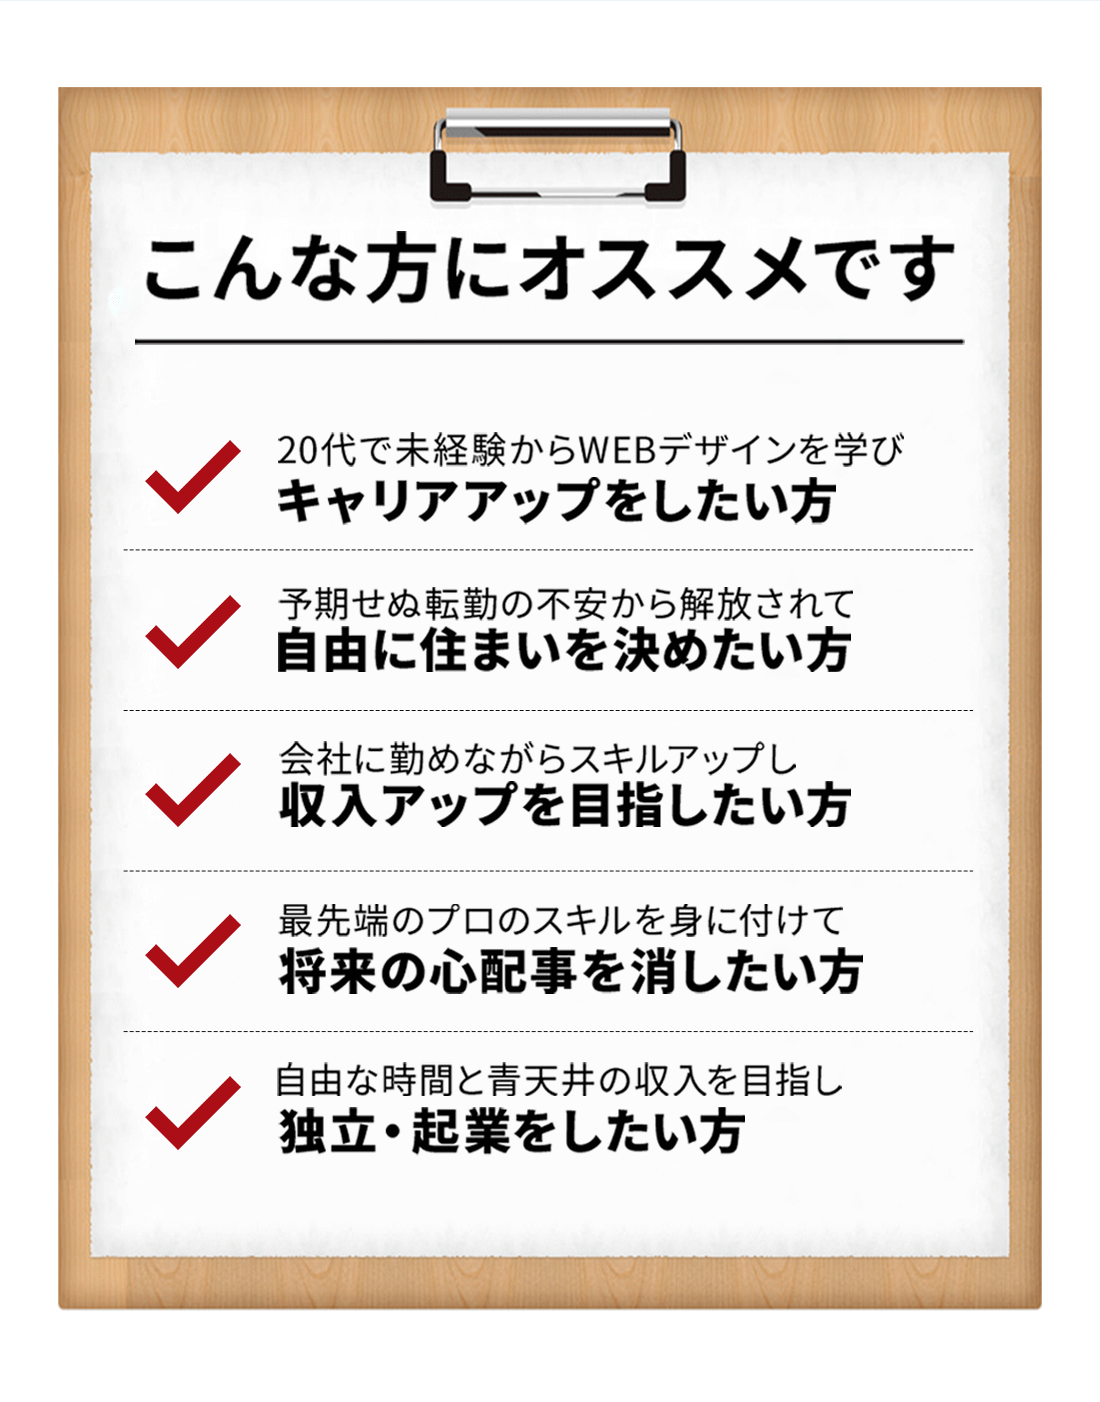 こんな方にオススメです
20代で未経験からWEBデザインを学び
キャリアアップをしたい方
予期せぬ転勤の不安から解放されて
自由に住まいを決めたい方
会社に勤めながらスキルアップし
収入アップを目指したい方
最先端のプロのスキルを身に付けて
将来の心配事を消したい方
自由な時間と青天井の収入を目指し
独立・起業をしたい方